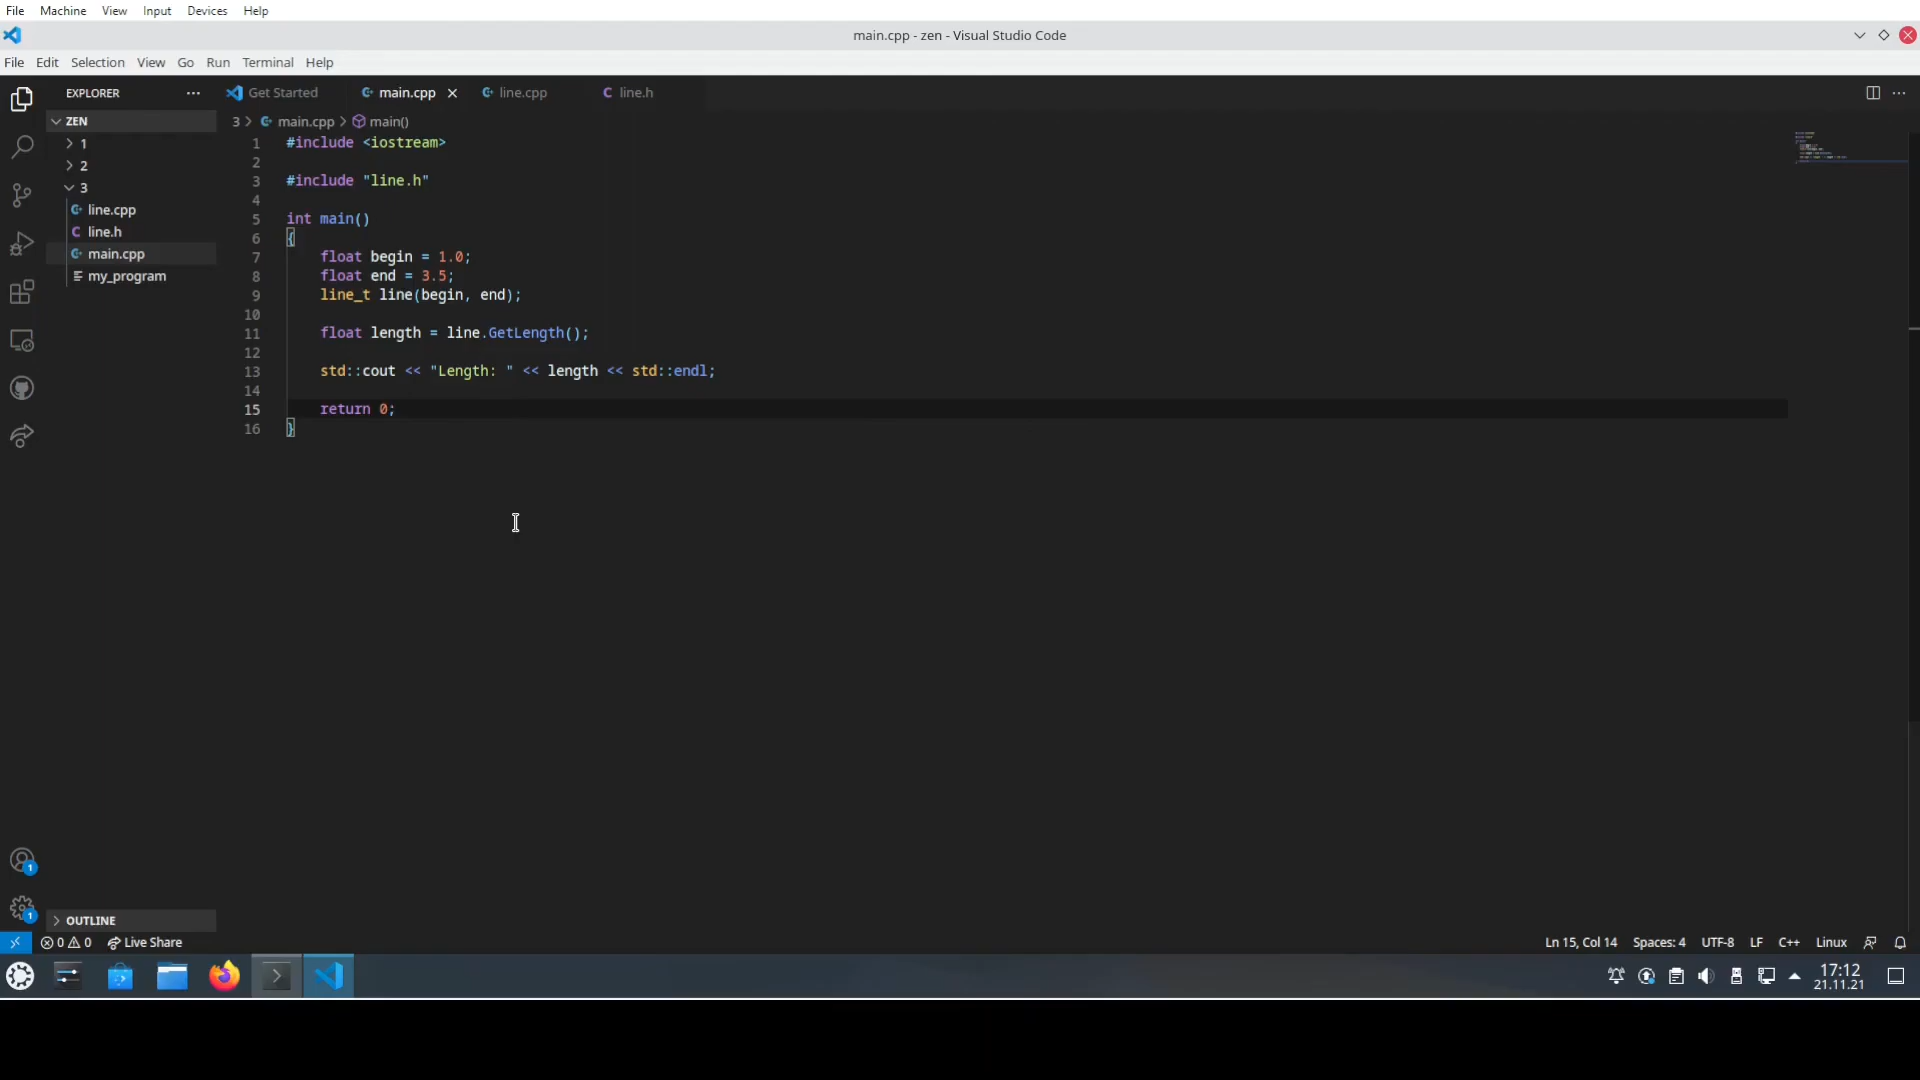 File Machine View Input Devices Help
main.cpp - zen - Visual Studio Code
File Edit Selection View Go Run Terminal Help
EXPLORER
ZEN
1
2
3
line.cpp
line.h
main.cpp
my_program
OUTLINE
Get Started main.cpp line.cpp line.h
3 > main.cpp > main()
1 #include <iostream>
2
3 #include "line.h"
4
5 int main()
6 {
7     float begin = 1.0;
8     float end = 3.5;
9     line_t line(begin, end);
10
11     float length = line.GetLength();
12
13     std::cout << "Length: " << length << std::endl;
14
15     return 0;
16 }
1
1
0 0 Live Share
Ln 15, Col 14 Spaces: 4 UTF-8 LF C++ Linux
17:12
21.11.21